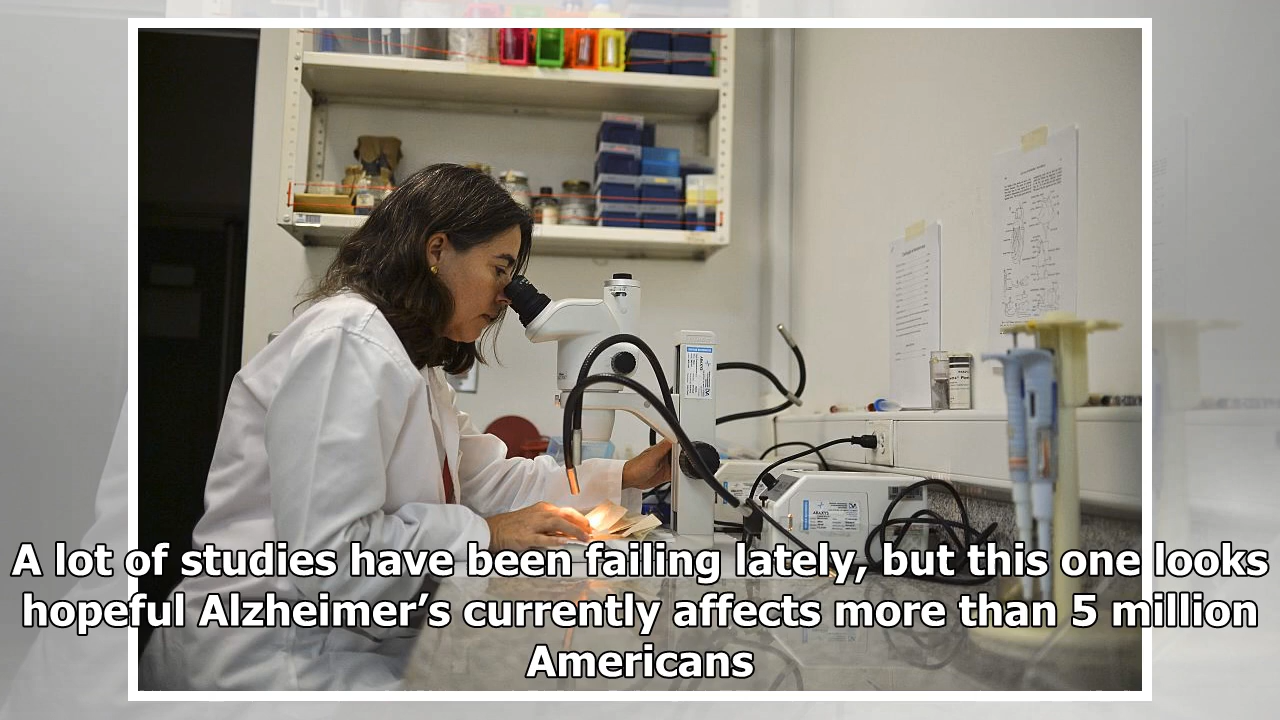 A lot of studies have been failing lately, but this one looks
hopeful Alzheimer’s currently affects more than 5 million
Americans